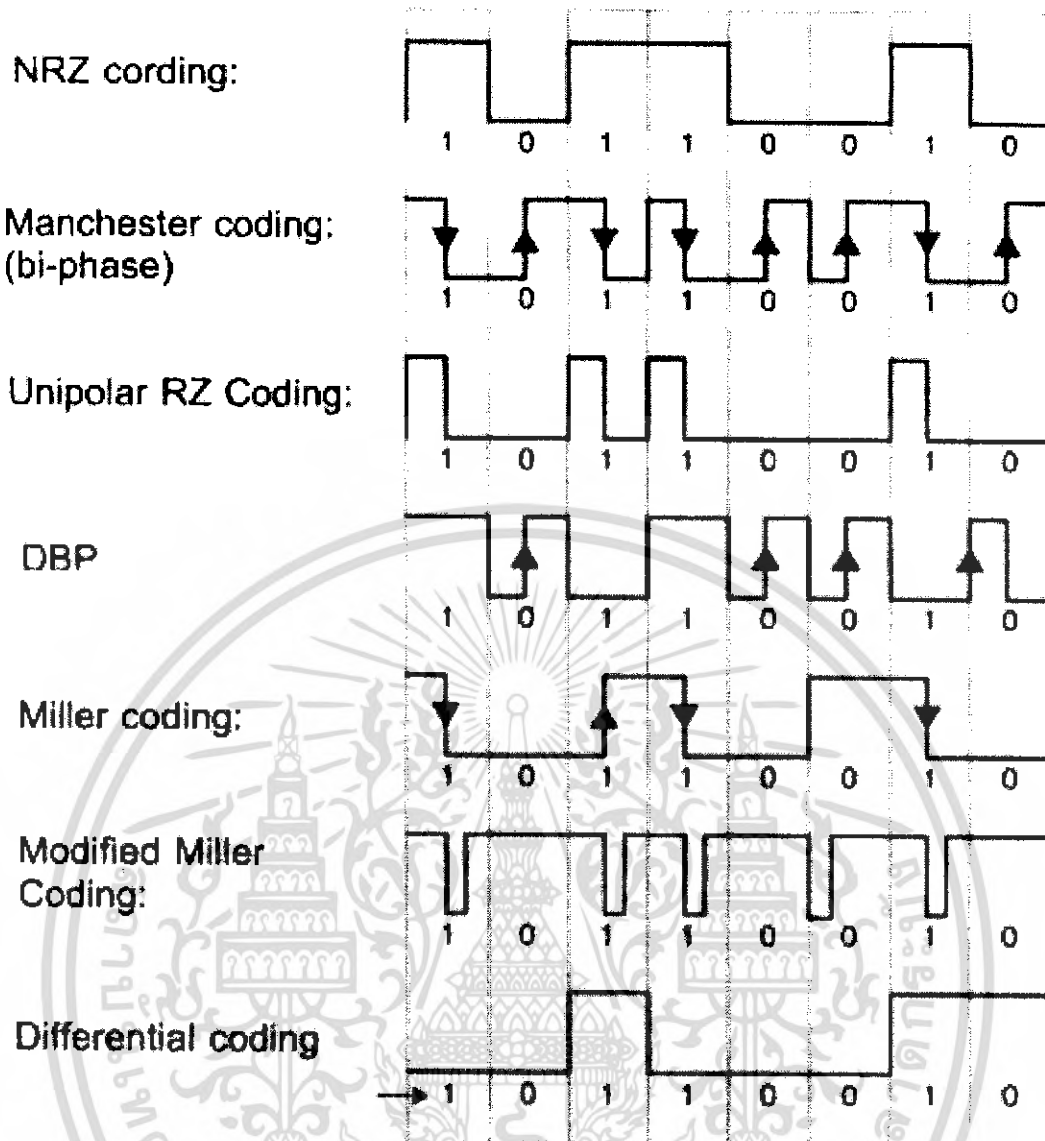 NRZ cording:
1 0 1 1 0 0 1 0
Manchester coding:
(bi-phase)
1 0 1 1 0 0 1 0
Unipolar RZ Coding:
1 0 1 1 0 0 1 0
DBP
1 0 1 1 0 0 1 0
Miller coding:
1 0 1 1 0 0 1 0
Modified Miller
Coding:
1 0 1 1 0 0 1 0
Differential coding
1 0 1 1 0 0 1 0